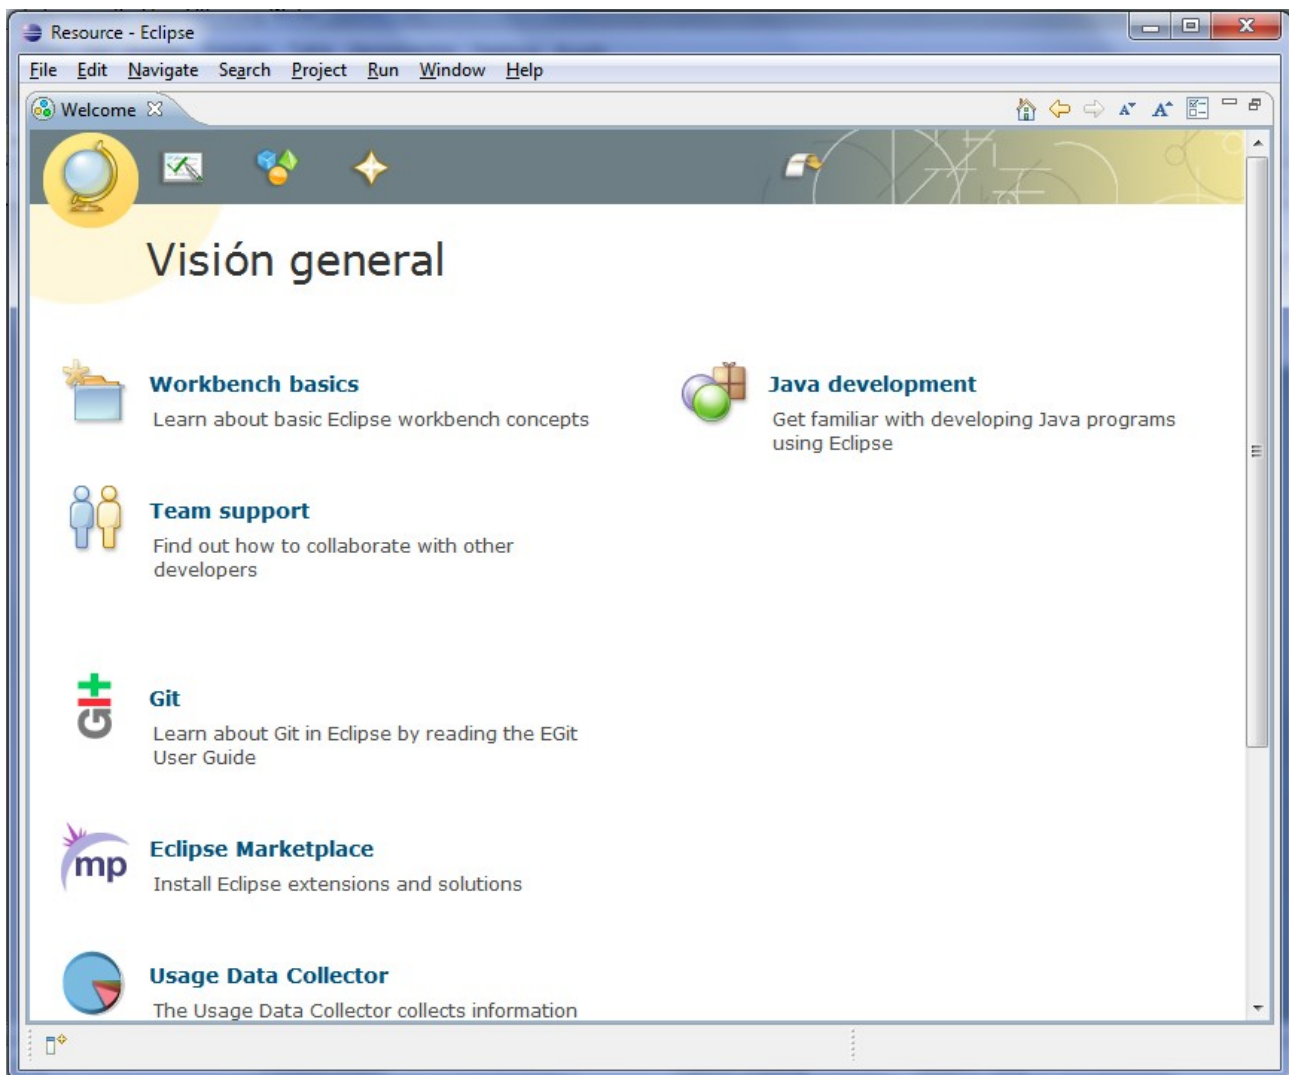 Resource - Eclipse
File Edit Navigate Search Project Run Window Help
Welcome
Visión general
Workbench basics
Learn about basic Eclipse workbench concepts
Java development
Get familiar with developing Java programs
using Eclipse
Team support
Find out how to collaborate with other
developers
Git
Git
Learn about Git in Eclipse by reading the EGit
User Guide
mp
Eclipse Marketplace
Install Eclipse extensions and solutions
Usage Data Collector
The Usage Data Collector collects information